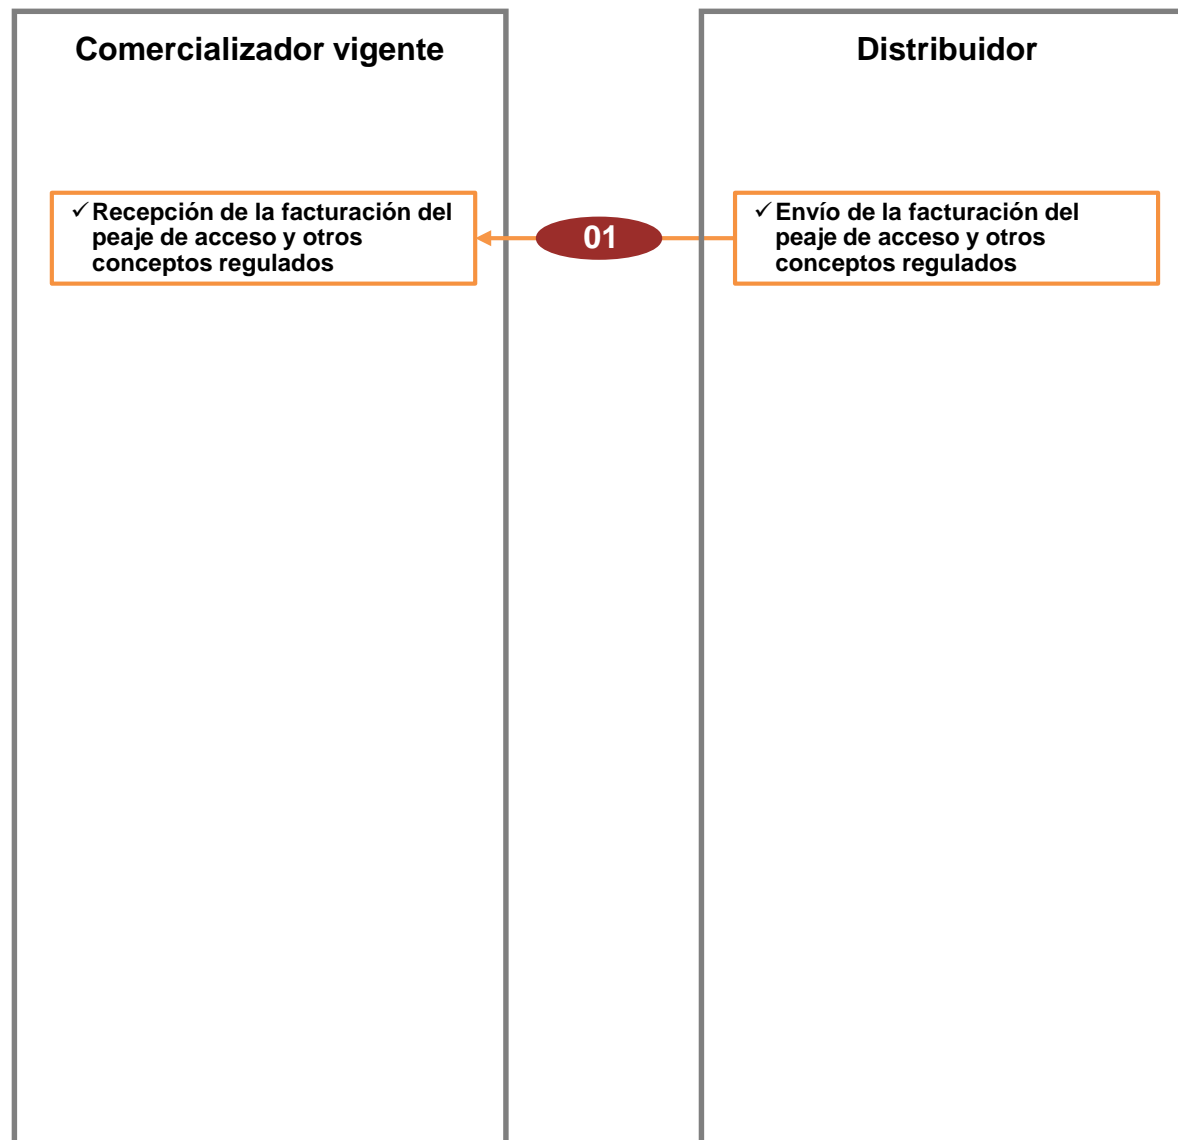 Comercializador vigente
Distribuidor
✓ Recepción de la facturación del
peaje de acceso y otros
conceptos regulados
01
✓ Envío de la facturación del
peaje de acceso y otros
conceptos regulados